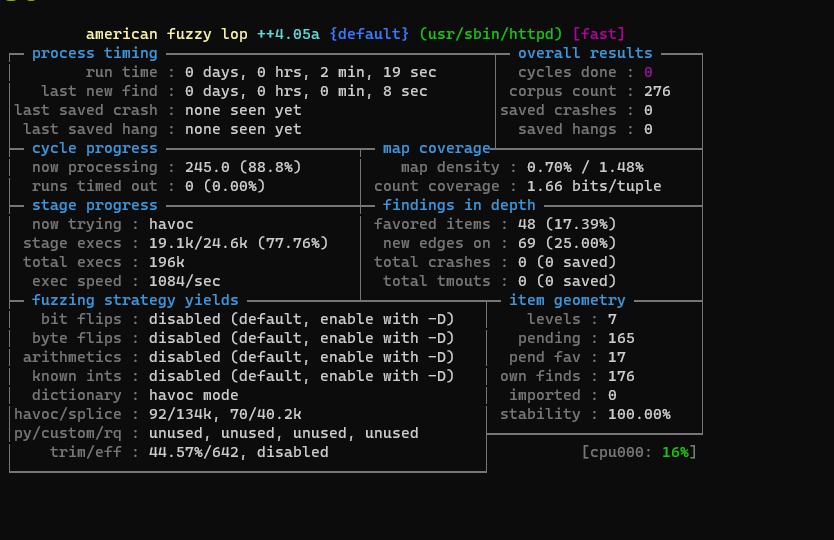 american fuzzy lop ++4.05a {default} (usr/sbin/httpd) [fast]
process timing overall results
run time : 0 days, 0 hrs, 2 min, 19 sec cycles done : 0
last new find : 0 days, 0 hrs, 0 min, 8 sec corpus count : 276
last saved crash : none seen yet saved crashes : 0
last saved hang : none seen yet saved hangs : 0
cycle progress map coverage
now processing : 245.0 (88.8%) map density : 0.70% / 1.48%
runs timed out : 0 (0.00%) count coverage : 1.66 bits/tuple
stage progress findings in depth
now trying : havoc favored items : 48 (17.39%)
stage execs : 19.1k/24.6k (77.76%) new edges on : 69 (25.00%)
total execs : 196k total crashes : 0 (0 saved)
exec speed : 1084/sec total tmouts : 0 (0 saved)
fuzzing strategy yields item geometry
bit flips : disabled (default, enable with -D) levels : 7
byte flips : disabled (default, enable with -D) pending : 165
arithmetics : disabled (default, enable with -D) pend fav : 17
known ints : disabled (default, enable with -D) own finds : 176
dictionary : havoc mode imported : 0
havoc/splice : 92/134k, 70/40.2k stability : 100.00%
py/custom/rq : unused, unused, unused, unused
trim/eff : 44.57%/642, disabled [cpu000: 16%]